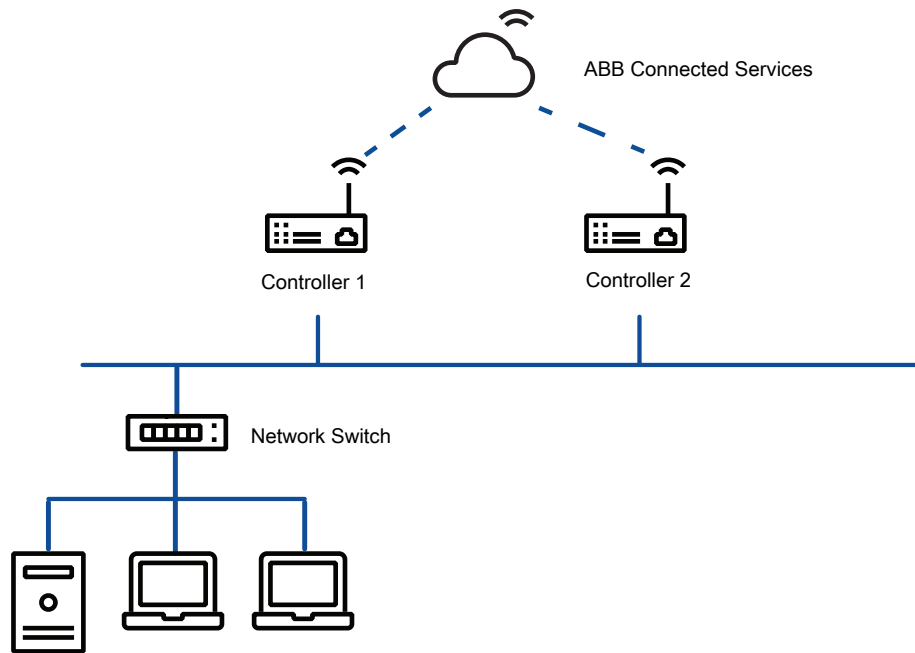 ABB Connected Services
Controller 1
Controller 2
Network Switch